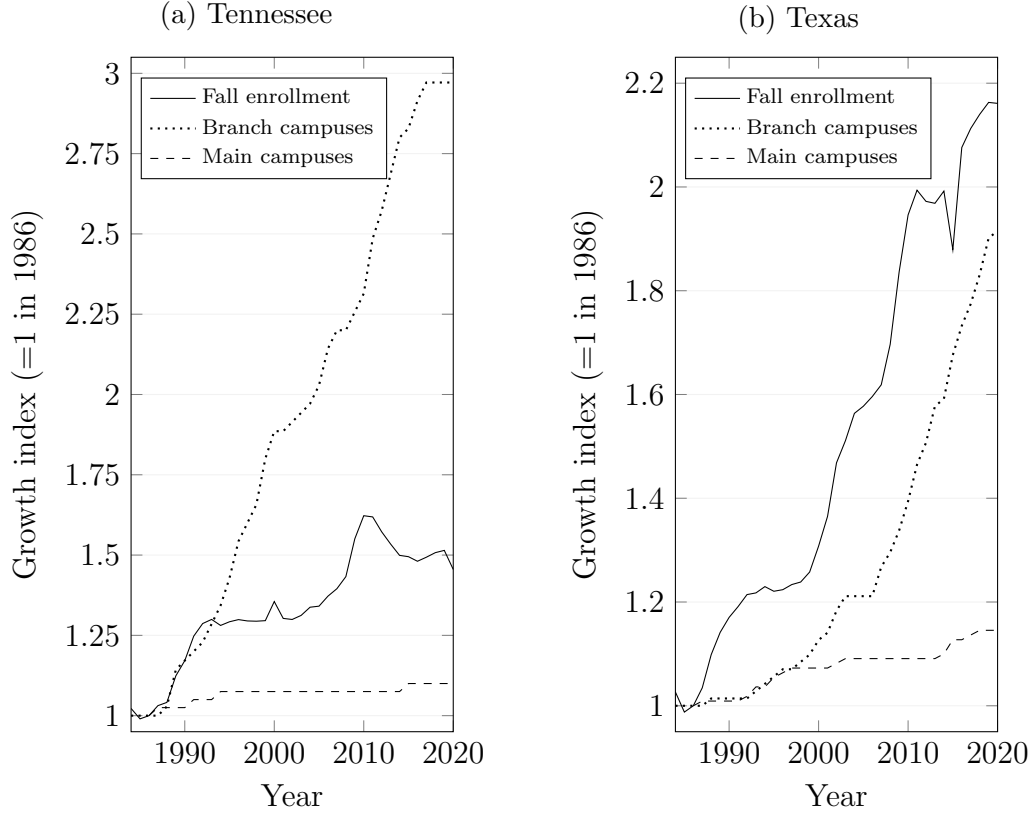 (a) Tennessee
Growth index (=1 in 1986)
3
2.75
2.5
2.25
2
1.75
1.5
1.25
1
Fall enrollment
Branch campuses
Main campuses
1990 2000 2010 2020
Year
(b) Texas
Growth index (=1 in 1986)
2.2
2
1.8
1.6
1.4
1.2
1
Fall enrollment
Branch campuses
Main campuses
1990 2000 2010 2020
Year